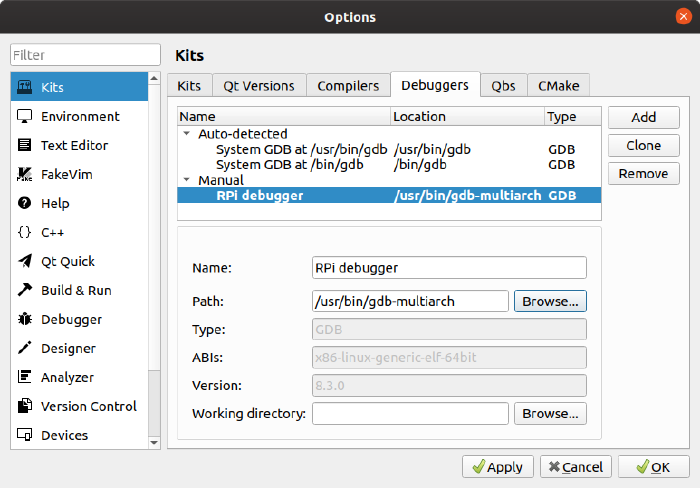 Options
Filter
Kits
Environment
Text Editor
FakeVim
Help
C++
Qt Quick
Build & Run
Debugger
Designer
Analyzer
Version Control
Devices
Kits
Kits Qt Versions Compilers Debuggers Qbs CMake
Name Location Type
Auto-detected
System GDB at /usr/bin/gdb /usr/bin/gdb GDB
System GDB at /bin/gdb /bin/gdb GDB
Manual
RPi debugger /usr/bin/gdb-multiarch GDB
Add
Clone
Remove
Name: RPi debugger
Path: /usr/bin/gdb-multiarch Browse...
Type: GDB
ABIs: x86-linux-generic-elf-64bit
Version: 8.3.0
Working directory: Browse...
Apply Cancel OK